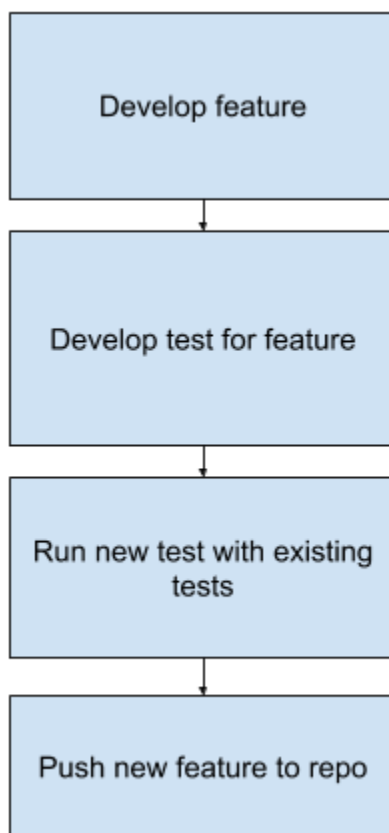 Develop feature
Develop test for feature
Run new test with existing
tests
Push new feature to repo